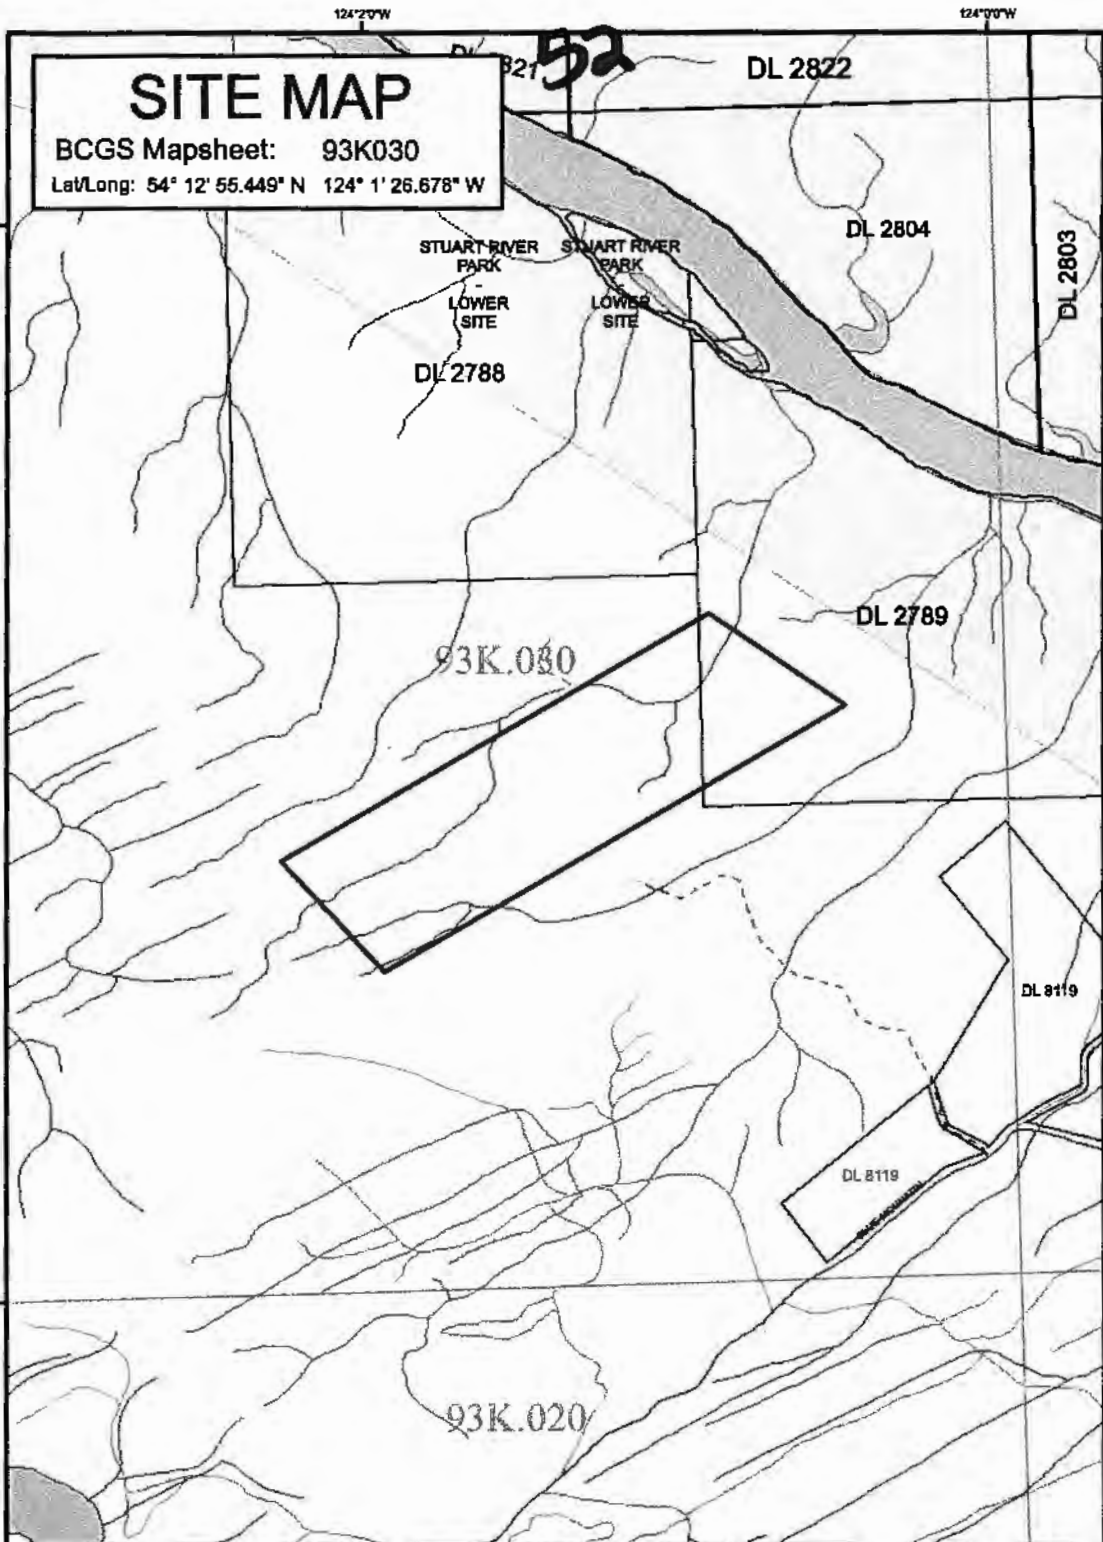 124°2'0"W
124°0'0"W
52
DL 2822
SITE MAP
BCGS Mapsheet: 93K030
Lat/Long: 54° 12' 55.449" N 124° 1' 26.678" W
DL 2804
DL 2803
STUART RIVER
PARK
-
LOWER
SITE
STUART RIVER
PARK
-
LOWER
SITE
DL 2788
DL 2789
93K.030
DL 8119
DL 8119
93K.020